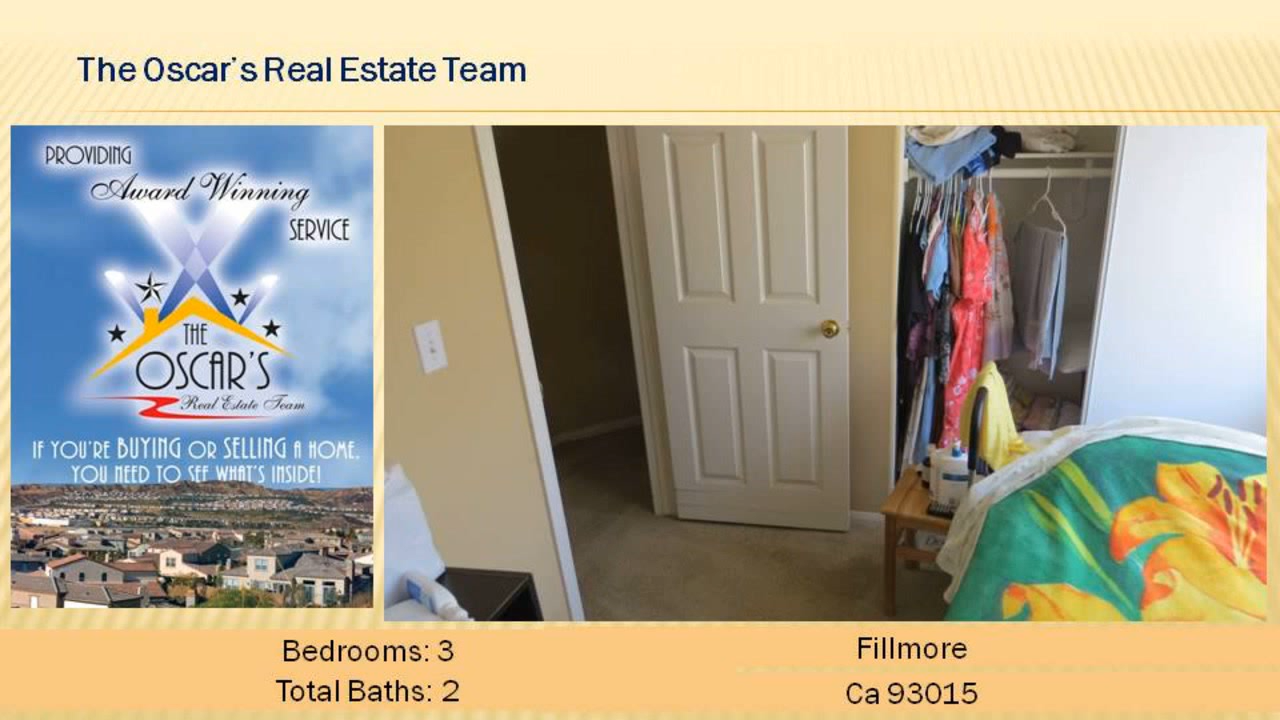 The Oscar's Real Estate Team
PROVIDING
Award Winning
SERVICE
THE
OSCAR'S
Real Estate Team
IF YOU'RE BUYING OR SELLING A HOME,
YOU NEED TO SEE WHAT'S INSIDE!
Bedrooms: 3
Total Baths: 2
Fillmore
Ca 93015